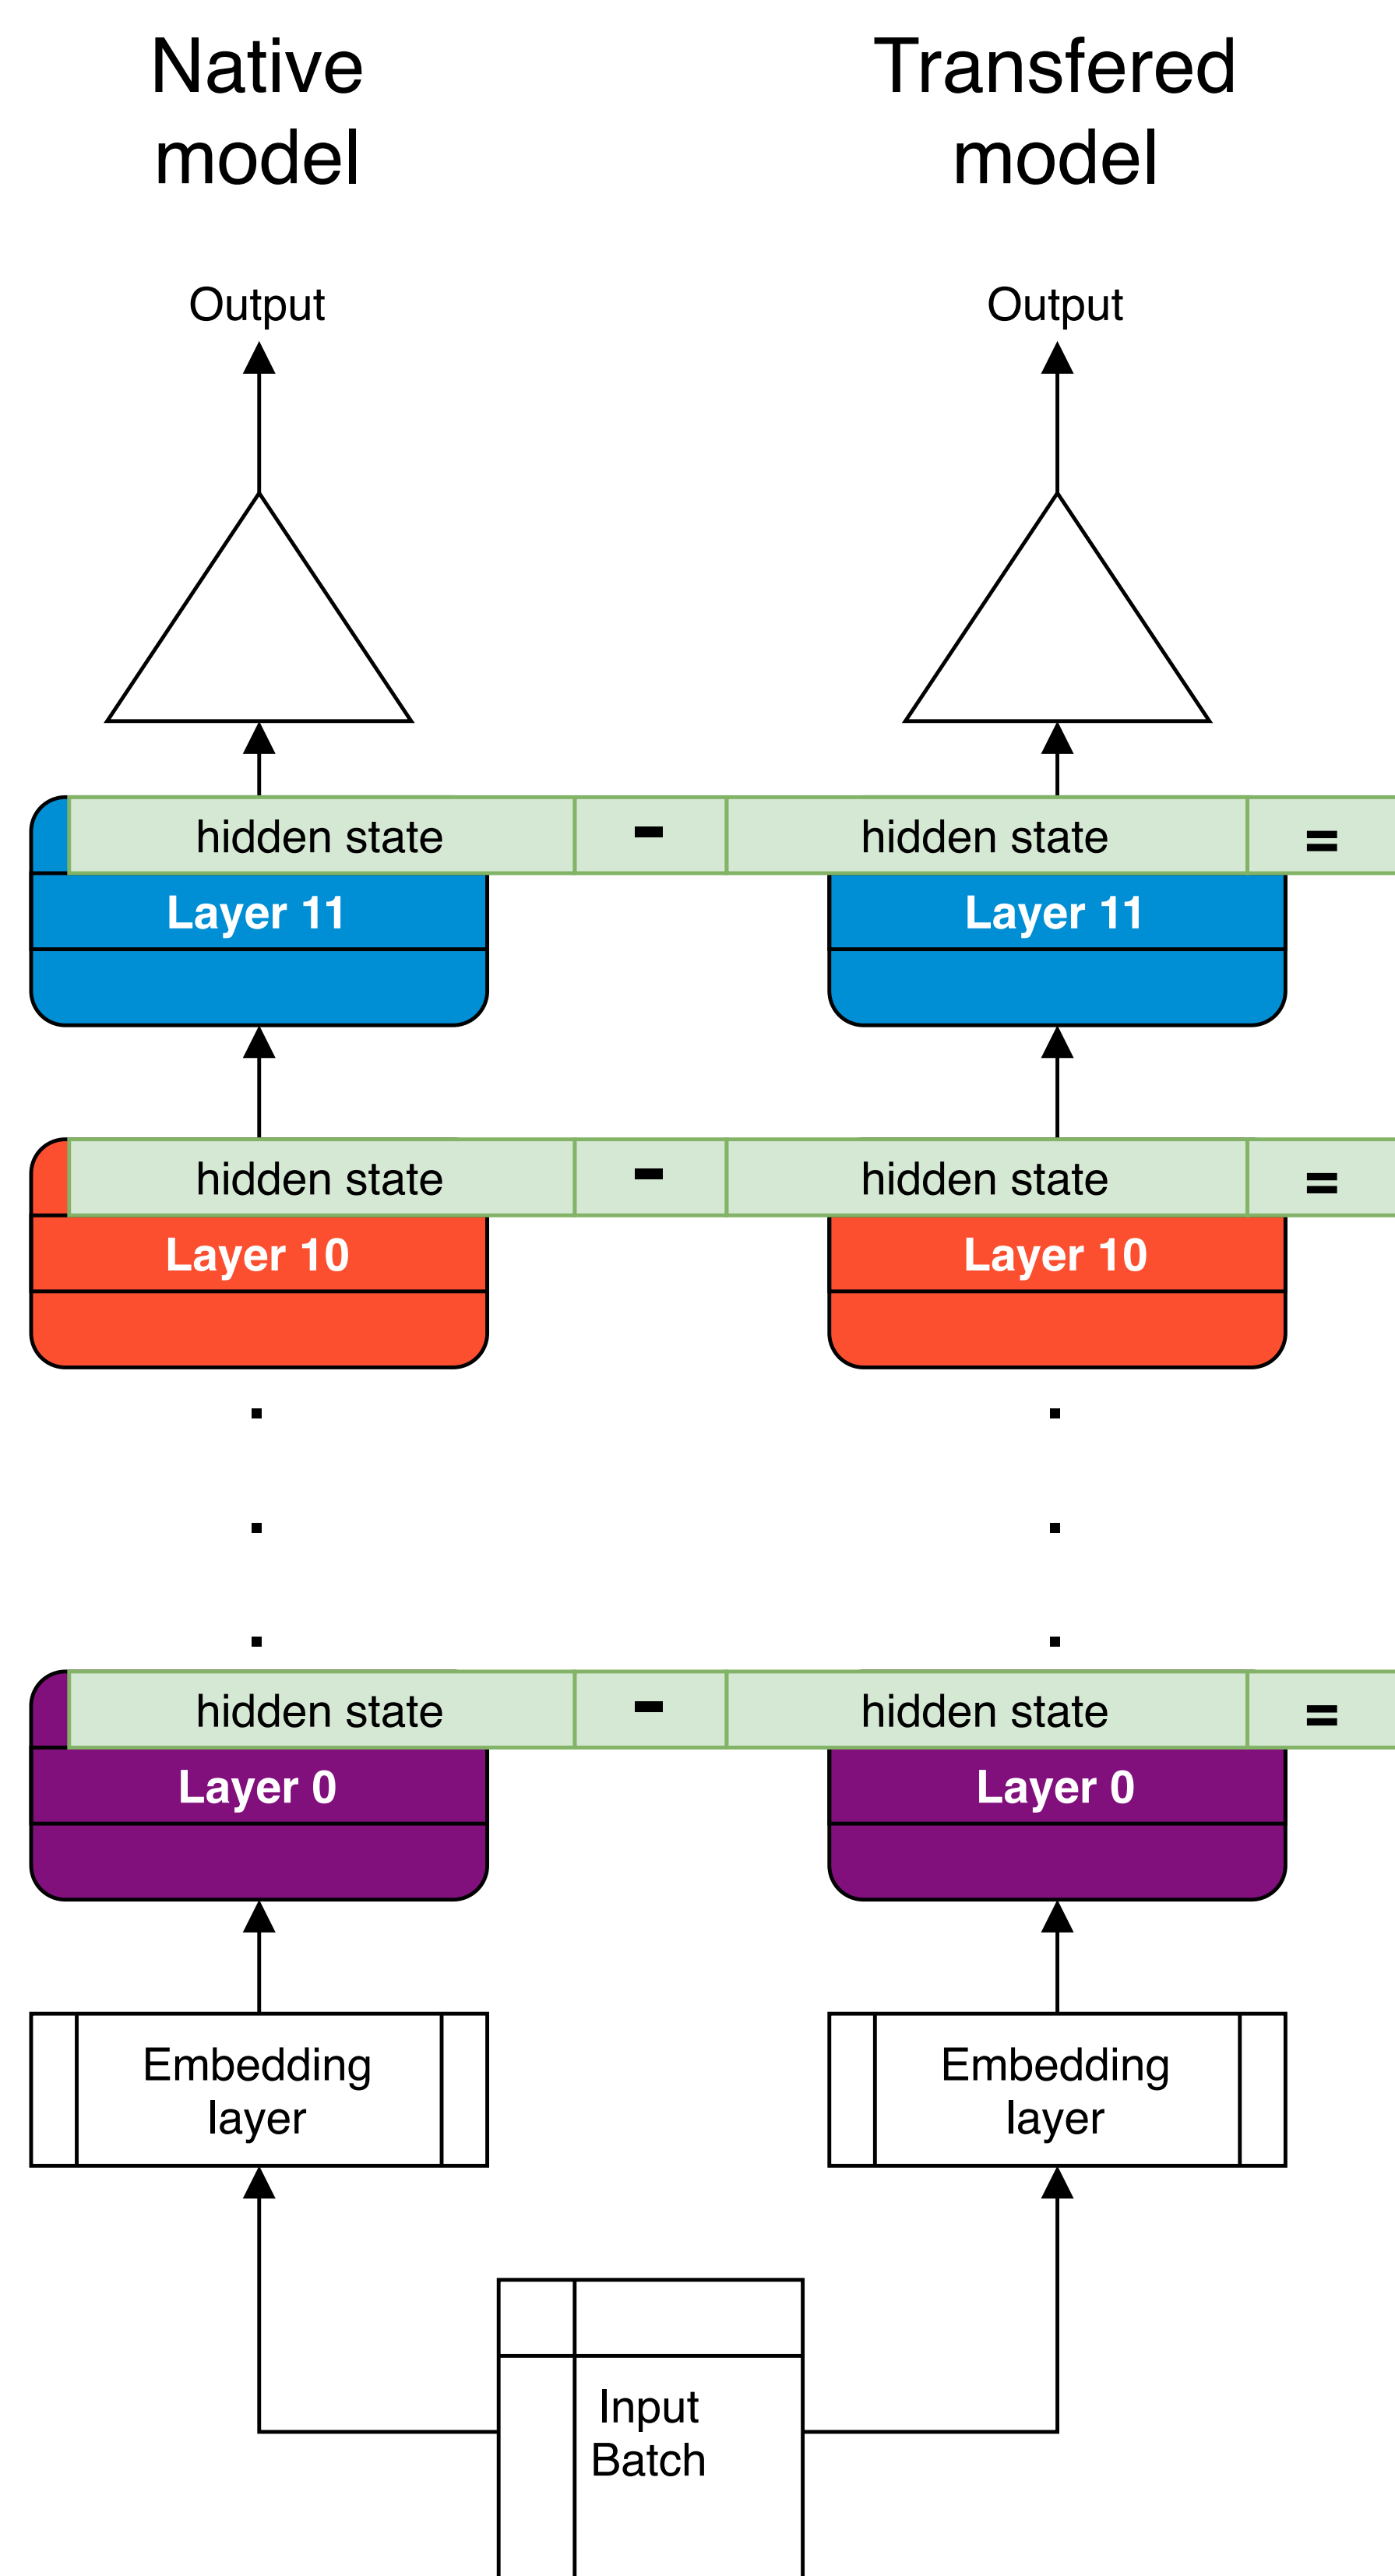 Native
model
Transfered
model
Output
Output
hidden state - hidden state =
Layer 11
Layer 11
hidden state - hidden state =
Layer 10
Layer 10
.
.
.
.
.
.
hidden state - hidden state =
Layer 0
Layer 0
Embedding
layer
Embedding
layer
Input
Batch